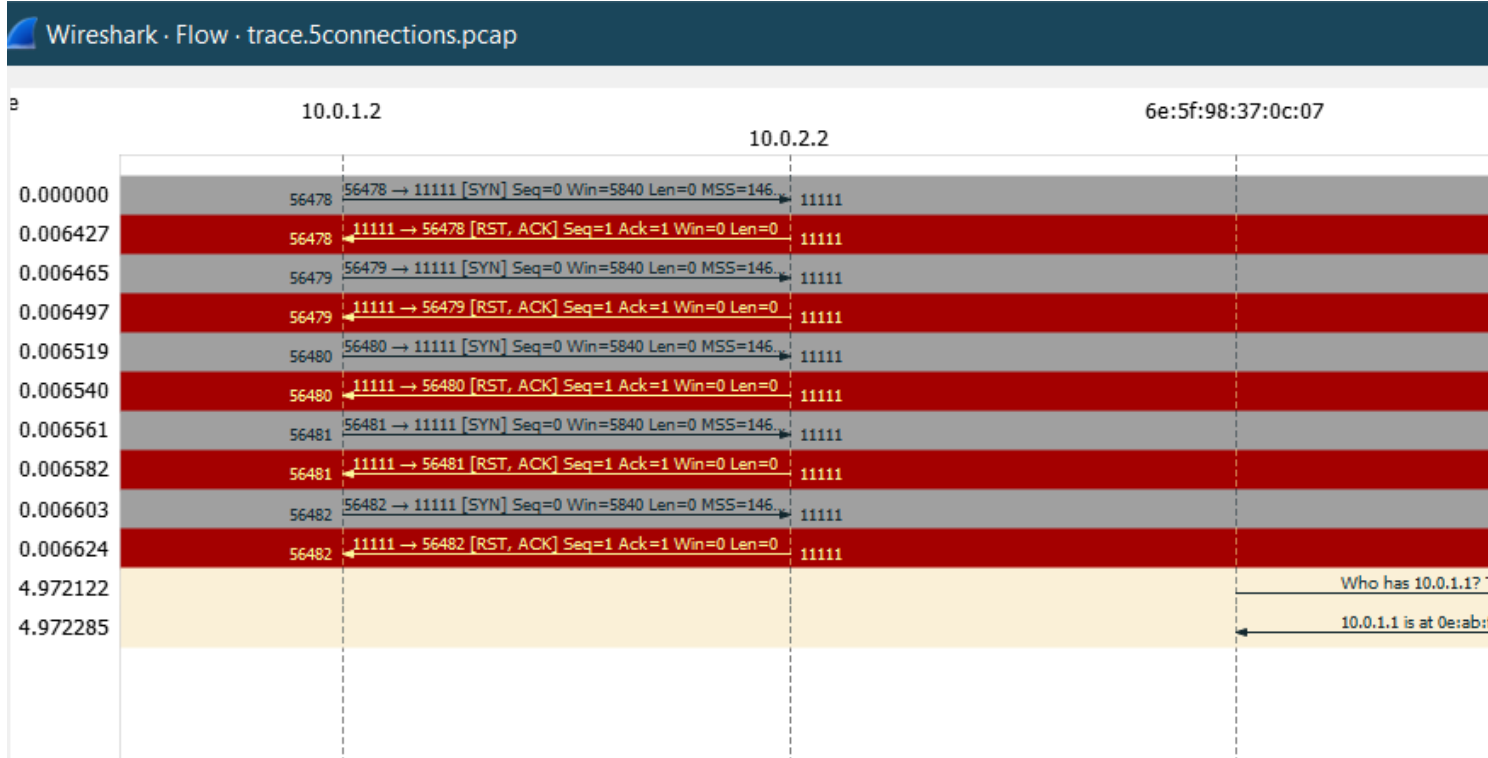 Wireshark · Flow · trace.5connections.pcap
e
10.0.1.2
6e:5f:98:37:0c:07
10.0.2.2
0.000000 56478 56478 → 11111 [SYN] Seq=0 Win=5840 Len=0 MSS=146... 11111
0.006427 56478 11111 → 56478 [RST, ACK] Seq=1 Ack=1 Win=0 Len=0 11111
0.006465 56479 56479 → 11111 [SYN] Seq=0 Win=5840 Len=0 MSS=146... 11111
0.006497 56479 11111 → 56479 [RST, ACK] Seq=1 Ack=1 Win=0 Len=0 11111
0.006519 56480 56480 → 11111 [SYN] Seq=0 Win=5840 Len=0 MSS=146... 11111
0.006540 56480 11111 → 56480 [RST, ACK] Seq=1 Ack=1 Win=0 Len=0 11111
0.006561 56481 56481 → 11111 [SYN] Seq=0 Win=5840 Len=0 MSS=146... 11111
0.006582 56481 11111 → 56481 [RST, ACK] Seq=1 Ack=1 Win=0 Len=0 11111
0.006603 56482 56482 → 11111 [SYN] Seq=0 Win=5840 Len=0 MSS=146... 11111
0.006624 56482 11111 → 56482 [RST, ACK] Seq=1 Ack=1 Win=0 Len=0 11111
4.972122 Who has 10.0.1.1?
4.972285 10.0.1.1 is at 0e:ab: